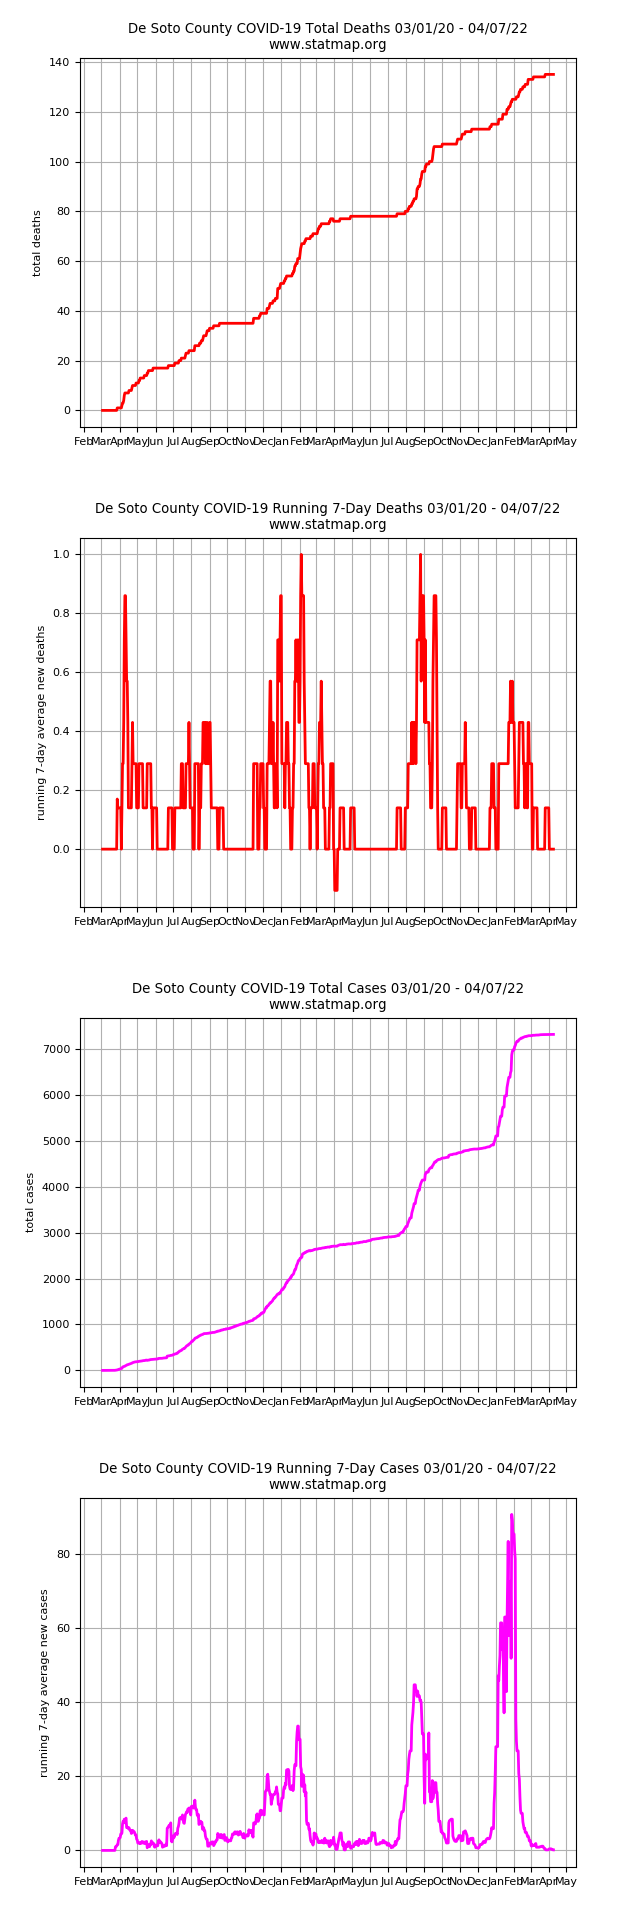 De Soto County COVID-19 Total Deaths 03/01/20 - 04/07/22
www.statmap.org
140
120
100
80
60
40
20
0
total deaths
Feb Mar Apr May Jun Jul Aug Sep Oct Nov Dec Jan Feb Mar Apr May Jun Jul Aug Sep Oct Nov Dec Jan Feb Mar Apr May
De Soto County COVID-19 Running 7-Day Deaths 03/01/20 - 04/07/22
www.statmap.org
1.0
0.8
0.6
0.4
0.2
0.0
running 7-day average new deaths
Feb Mar Apr May Jun Jul Aug Sep Oct Nov Dec Jan Feb Mar Apr May Jun Jul Aug Sep Oct Nov Dec Jan Feb Mar Apr May
De Soto County COVID-19 Total Cases 03/01/20 - 04/07/22
www.statmap.org
7000
6000
5000
4000
3000
2000
1000
0
total cases
Feb Mar Apr May Jun Jul Aug Sep Oct Nov Dec Jan Feb Mar Apr May Jun Jul Aug Sep Oct Nov Dec Jan Feb Mar Apr May
De Soto County COVID-19 Running 7-Day Cases 03/01/20 - 04/07/22
www.statmap.org
80
60
40
20
0
running 7-day average new cases
Feb Mar Apr May Jun Jul Aug Sep Oct Nov Dec Jan Feb Mar Apr May Jun Jul Aug Sep Oct Nov Dec Jan Feb Mar Apr May